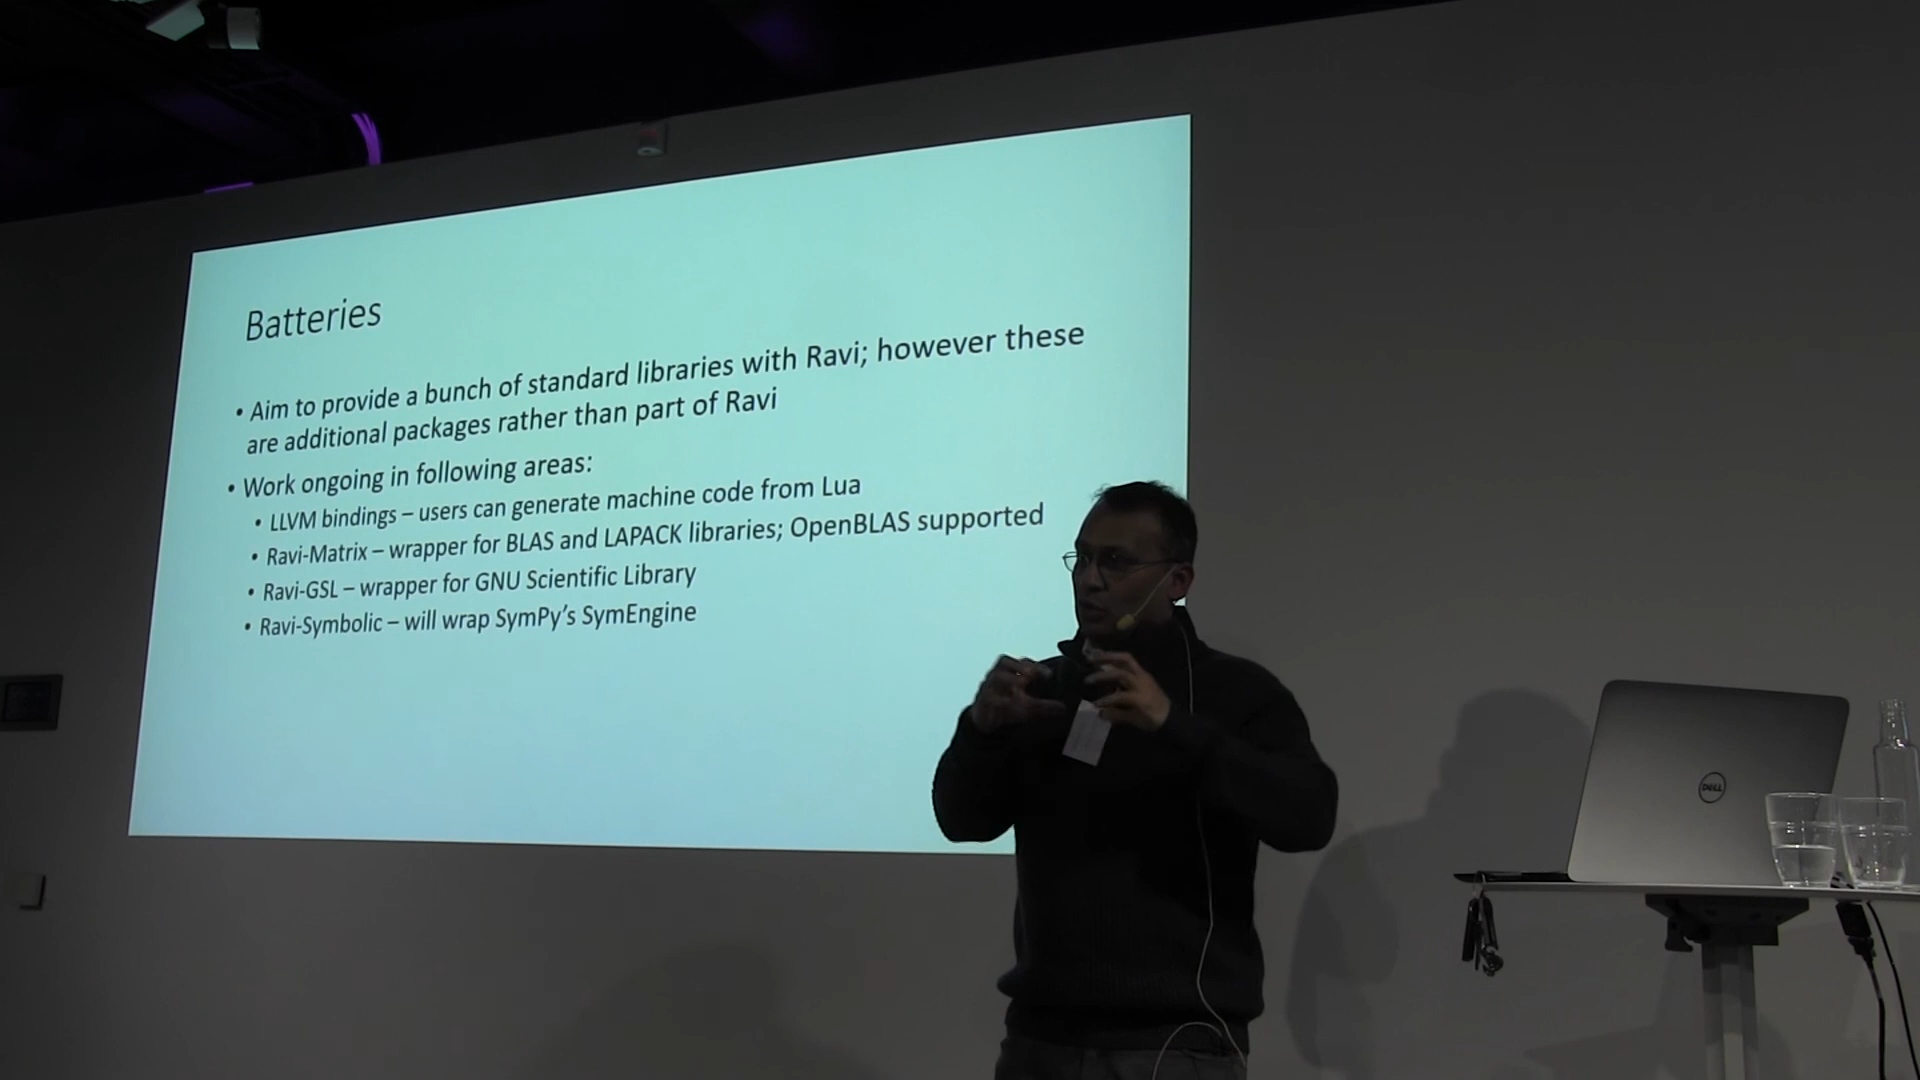 Batteries
• Aim to provide a bunch of standard libraries with Ravi; however these
are additional packages rather than part of Ravi
• Work ongoing in following areas:
• LLVM bindings – users can generate machine code from Lua
• Ravi-Matrix – wrapper for BLAS and LAPACK libraries; OpenBLAS supported
• Ravi-GSL – wrapper for GNU Scientific Library
• Ravi-Symbolic – will wrap SymPy's SymEngine
DELL